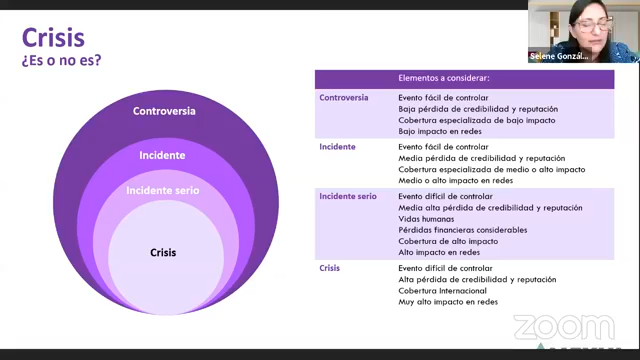 Crisis
¿Es o no es?
Selene Gonzál...
Controversia
Incidente
Incidente serio
Crisis
Elementos a considerar:
Controversia
Evento fácil de controlar
Baja pérdida de credibilidad y reputación
Cobertura especializada de bajo impacto
Bajo impacto en redes
Incidente
Evento fácil de controlar
Media pérdida de credibilidad y reputación
Cobertura especializada de medio o alto impacto
Medio o alto impacto en redes
Incidente serio
Evento difícil de controlar
Media alta pérdida de credibilidad y reputación
Vidas humanas
Pérdidas financieras considerables
Cobertura de alto impacto
Alto impacto en redes
Crisis
Evento difícil de controlar
Alta pérdida de credibilidad y reputación
Cobertura Internacional
Muy alto impacto en redes
zoom